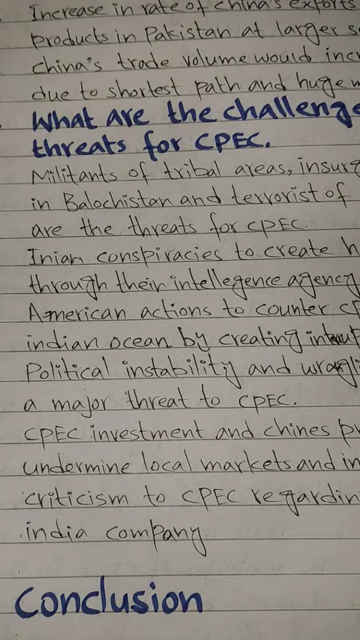 Increase in rate of china's exports
products in Pakistan at larger s
china's trade volume would inc
due to shortest path and huge
What are the challenge
threats for CPEC.
Militants of tribal areas, insurg
in Balochistan and terrorist of
are the threats for CPEC.
Inian conspiracies to create h
through their intellegence agency
American actions to counter c
indian ocean by creating
Political instability and wrangli
a major threat to CPEC.
CPEC investment and chines pr
undermine local markets and in
criticism to CPEC regardin
india company
Conclusion